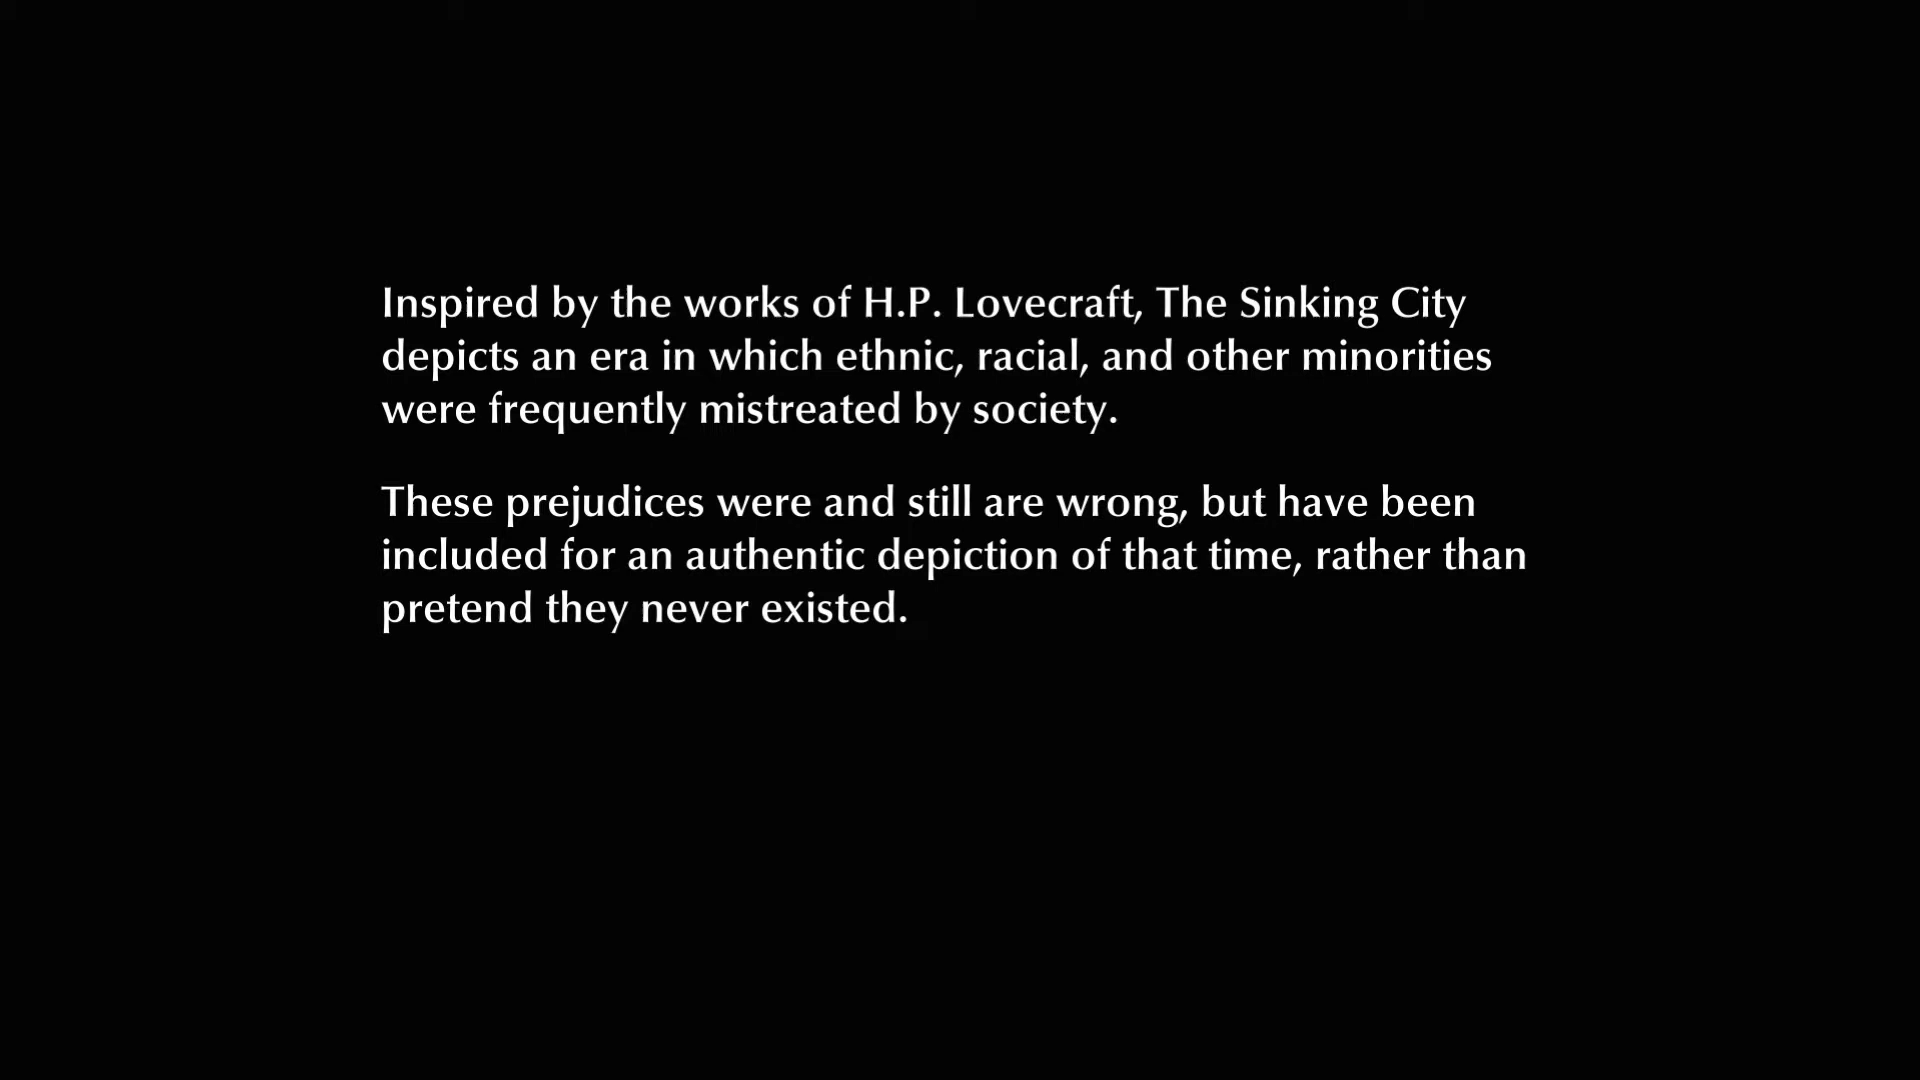 Inspired by the works of H.P. Lovecraft, The Sinking City
depicts an era in which ethnic, racial, and other minorities
were frequently mistreated by society.
These prejudices were and still are wrong, but have been
included for an authentic depiction of that time, rather than
pretend they never existed.